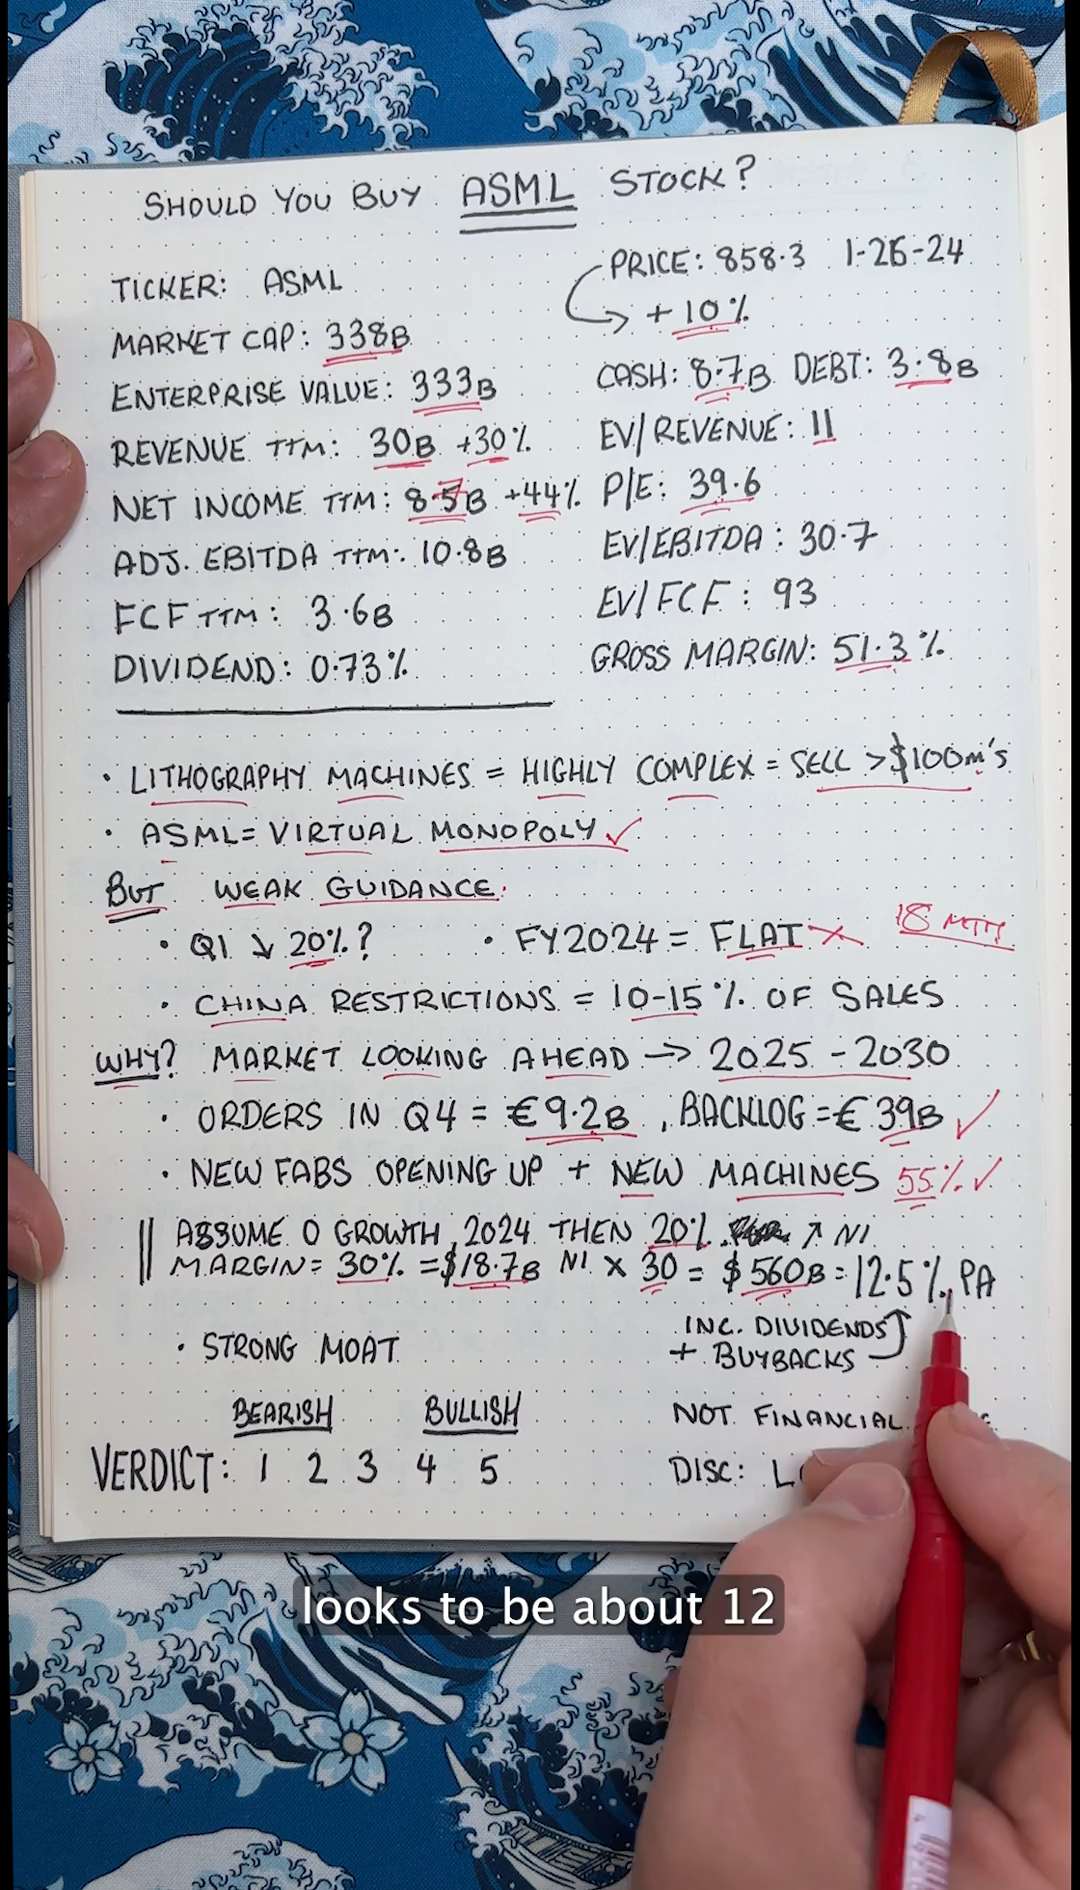 SHOULD YOU BUY ASML STOCK?
TICKER: ASML
MARKET CAP: 338B
ENTERPRISE VALUE: 333B
REVENUE TTM: 30B +30%
NET INCOME TTM: 8.5B +44%
7
ADJ. EBITDA TTM: 10.8B
FCF TTM: 3.6B
DIVIDEND: 0.73%
PRICE: 858.3 1-26-24
→ + 10%
CASH: 8.7B DEBT: 3.8B
EV/REVENUE: 11
P/E: 39.6
EV/EBITDA: 30.7
EV/FCF: 93
GROSS MARGIN: 51.3%
• LITHOGRAPHY MACHINES = HIGHLY COMPLEX = SELL >$100m's
• ASML = VIRTUAL MONOPOLY ✓
BUT WEAK GUIDANCE:
• Q1 ↘ 20%? • FY2024 = FLAT X 18 MTH
• CHINA RESTRICTIONS = 10-15% OF SALES
WHY? MARKET LOOKING AHEAD → 2025 - 2030
• ORDERS IN Q4 = €9.2B, BACKLOG = €39B ✓
• NEW FABS OPENING UP + NEW MACHINES 55% ✓
ASSUME 0 GROWTH 2024 THEN 20% ↗ NI
MARGIN = 30% = $18.7B NI X 30 = $560B = 12.5% PA
• STRONG MOAT
INC. DIVIDENDS
+ BUYBACKS
BEARISH BULLISH
VERDICT: 1 2 3 4 5
NOT FINANCIAL
DISC: L
looks to be about 12